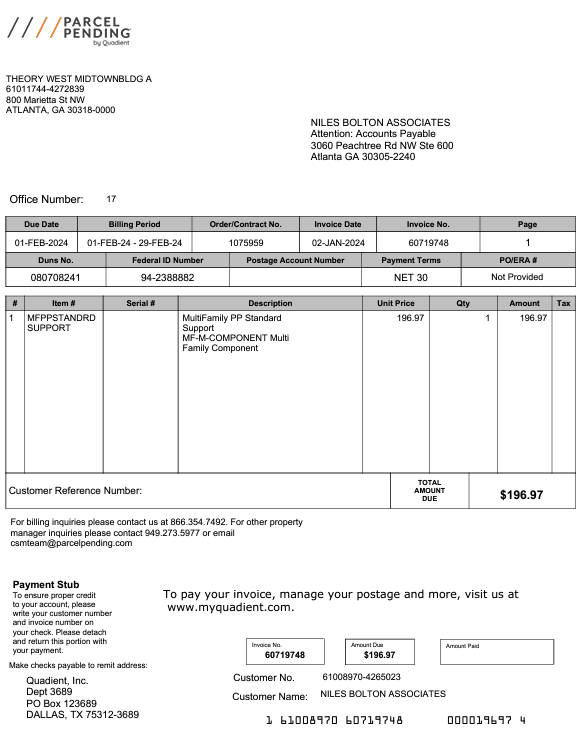 //// PARCEL
PENDING
by Quadient
THEORY WEST MIDTOWNBLDG A
61011744-4272839
800 Marietta St NW
ATLANTA, GA 30318-0000
NILES BOLTON ASSOCIATES
Attention: Accounts Payable
3060 Peachtree Rd NW Ste 600
Atlanta GA 30305-2240
Office Number: 17
Due Date Billing Period Order/Contract No. Invoice Date Invoice No. Page
01-FEB-2024 01-FEB-24 - 29-FEB-24 1075959 02-JAN-2024 60719748 1
Duns No. Federal ID Number Postage Account Number Payment Terms PO/ERA #
080708241 94-2388882 NET 30 Not Provided
# Item # Serial # Description Unit Price Qty Amount Tax
1 MFPPSTANDRD MultiFamily PP Standard 196.97 1 196.97
SUPPORT Support
MF-M-COMPONENT Multi
Family Component
Customer Reference Number:
TOTAL
AMOUNT
DUE
$196.97
For billing inquiries please contact us at 866.354.7492. For other property
manager inquiries please contact 949.273.5977 or email
csmteam@parcelpending.com
Payment Stub
To ensure proper credit
to your account, please
write your customer number
and invoice number on
your check. Please detach
and return this portion with
your payment.
Make checks payable to remit address:
Quadient, Inc.
Dept 3689
PO Box 123689
DALLAS, TX 75312-3689
To pay your invoice, manage your postage and more, visit us at
www.myquadient.com.
Invoice No. Amount Due Amount Paid
60719748 $196.97
Customer No. 61008970-4265023
Customer Name: NILES BOLTON ASSOCIATES
1 61008970 60719748 000019697 4